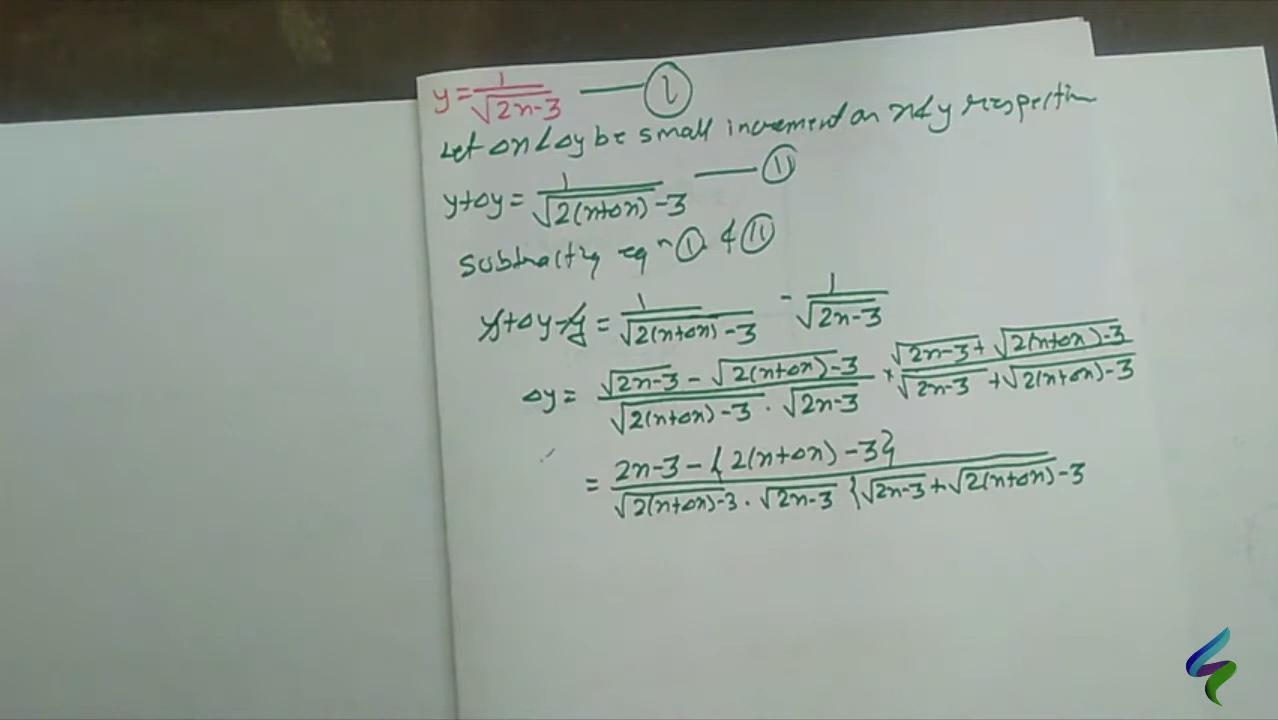 y = 1/√(2x-3) —— (I)
Let Δx & Δy be small increment on x & y respectin
y+Δy = 1/√(2(x+Δx)-3) —— (II)
subtracting eqn (I) & (II)
y+Δy-y = 1/√(2(x+Δx)-3) - 1/√(2x-3)
Δy = (√(2x-3) - √(2(x+Δx)-3))/(√(2(x+Δx)-3) · √(2x-3)) × (√(2x-3) + √(2(x+Δx)-3))/(√(2x-3) + √(2(x+Δx)-3))
= (2x-3-{2(x+Δx)-3})/(√(2(x+Δx)-3) · √(2x-3) {√(2x-3) + √(2(x+Δx)-3)